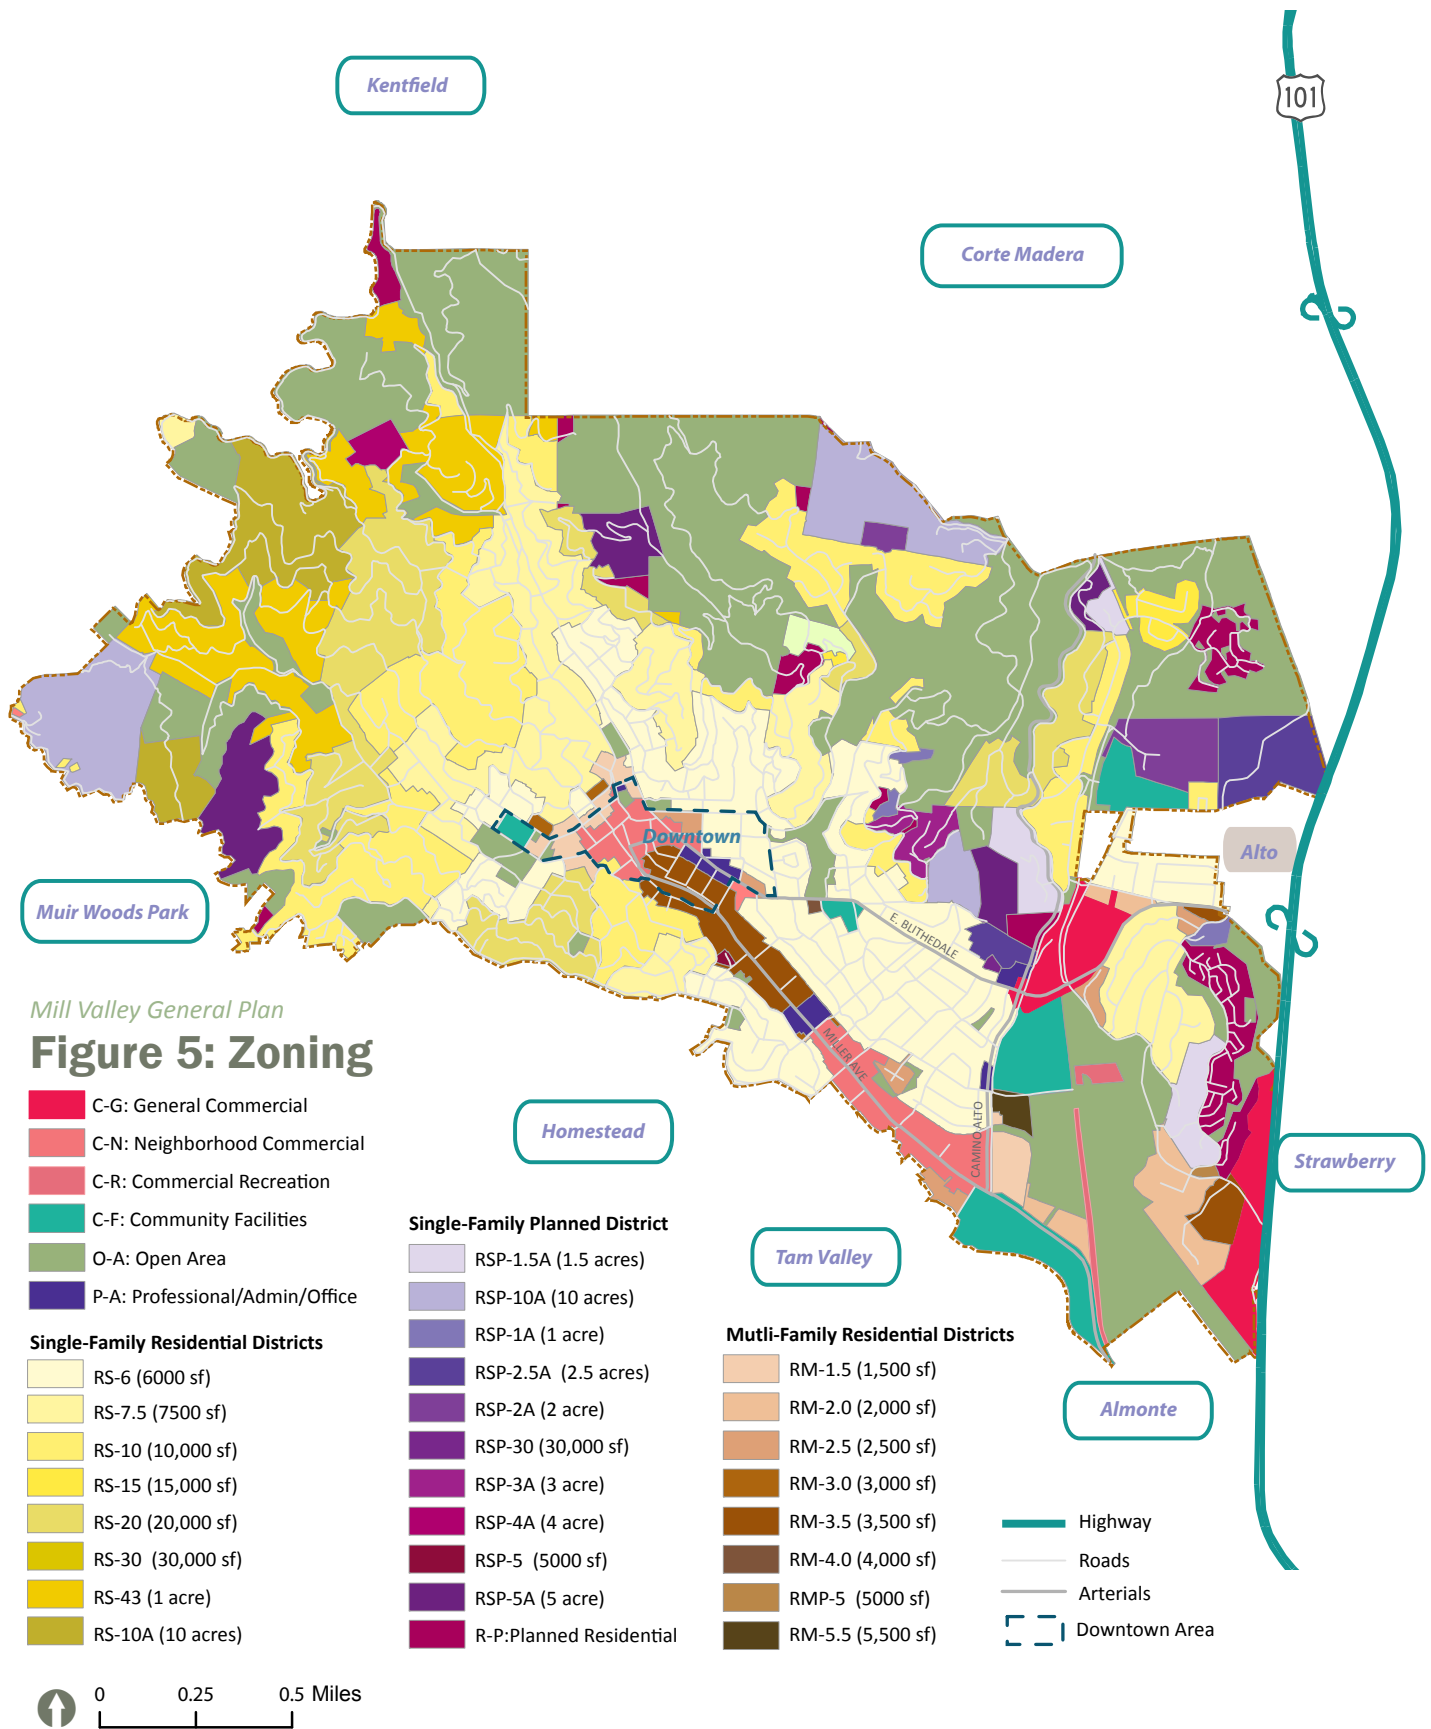 Kentfield
101
Corte Madera
Downtown
Alto
Muir Woods Park
E. BLITHEDALE
Mill Valley General Plan
Figure 5: Zoning
MILLER AVE
CAMINO ALTO
Homestead
Strawberry
Tam Valley
Almonte
C-G: General Commercial
C-N: Neighborhood Commercial
C-R: Commercial Recreation
C-F: Community Facilities
O-A: Open Area
P-A: Professional/Admin/Office
Single-Family Residential Districts
RS-6 (6000 sf)
RS-7.5 (7500 sf)
RS-10 (10,000 sf)
RS-15 (15,000 sf)
RS-20 (20,000 sf)
RS-30 (30,000 sf)
RS-43 (1 acre)
RS-10A (10 acres)
Single-Family Planned District
RSP-1.5A (1.5 acres)
RSP-10A (10 acres)
RSP-1A (1 acre)
RSP-2.5A (2.5 acres)
RSP-2A (2 acre)
RSP-30 (30,000 sf)
RSP-3A (3 acre)
RSP-4A (4 acre)
RSP-5 (5000 sf)
RSP-5A (5 acre)
R-P:Planned Residential
Mutli-Family Residential Districts
RM-1.5 (1,500 sf)
RM-2.0 (2,000 sf)
RM-2.5 (2,500 sf)
RM-3.0 (3,000 sf)
RM-3.5 (3,500 sf)
RM-4.0 (4,000 sf)
RMP-5 (5000 sf)
RM-5.5 (5,500 sf)
Highway
Roads
Arterials
Downtown Area
0 0.25 0.5 Miles